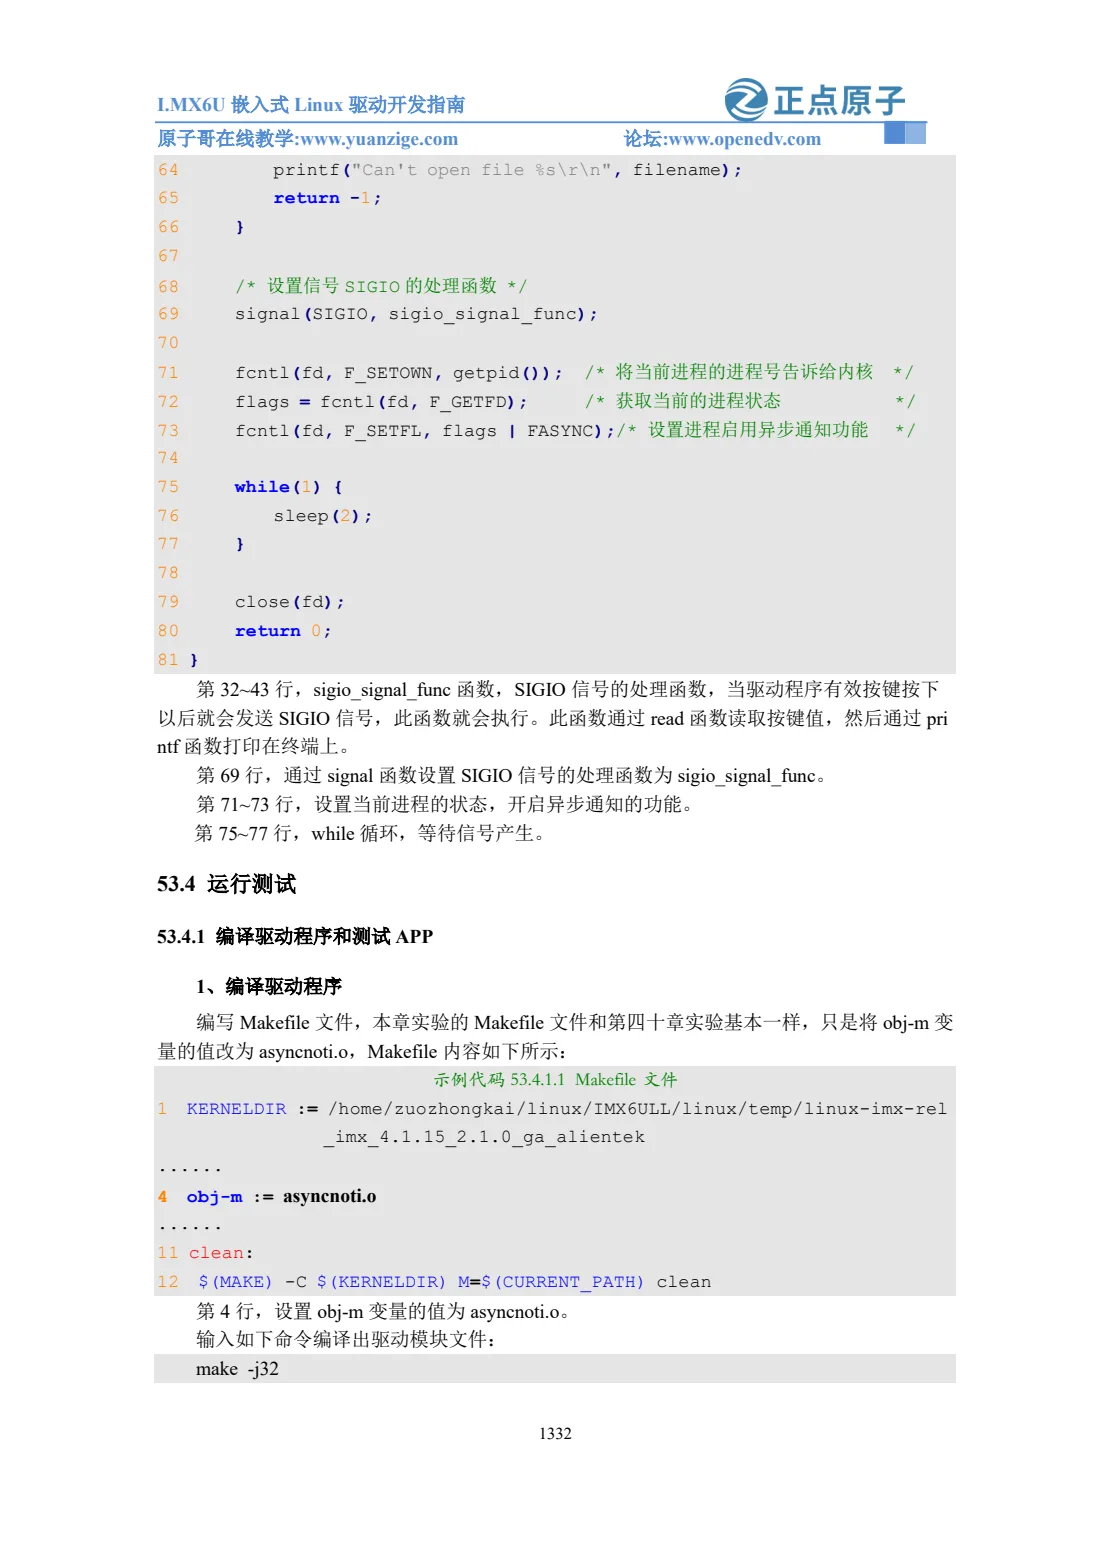 I.MX6U 嵌入式 Linux 驱动开发指南
正点原子
原子哥在线教学:www.yuanzige.com 论坛:www.openedv.com
64 printf("Can't open file %s\r\n", filename);
65 return -1;
66 }
67
68 /* 设置信号 SIGIO 的处理函数 */
69 signal(SIGIO, sigio_signal_func);
70
71 fcntl(fd, F_SETOWN, getpid()); /* 将当前进程的进程号告诉给内核 */
72 flags = fcntl(fd, F_GETFD); /* 获取当前的进程状态 */
73 fcntl(fd, F_SETFL, flags | FASYNC);/* 设置进程启用异步通知功能 */
74
75 while(1) {
76 sleep(2);
77 }
78
79 close(fd);
80 return 0;
81 }
第 32~43 行，sigio_signal_func 函数，SIGIO 信号的处理函数，当驱动程序有效按键按下
以后就会发送 SIGIO 信号，此函数就会执行。此函数通过 read 函数读取按键值，然后通过 pri
ntf 函数打印在终端上。
第 69 行，通过 signal 函数设置 SIGIO 信号的处理函数为 sigio_signal_func。
第 71~73 行，设置当前进程的状态，开启异步通知的功能。
第 75~77 行，while 循环，等待信号产生。
53.4 运行测试
53.4.1 编译驱动程序和测试 APP
1、编译驱动程序
编写 Makefile 文件，本章实验的 Makefile 文件和第四十章实验基本一样，只是将 obj-m 变
量的值改为 asyncnoti.o，Makefile 内容如下所示：
示例代码 53.4.1.1 Makefile 文件
1 KERNELDIR := /home/zuozhongkai/linux/IMX6ULL/linux/temp/linux-imx-rel
_imx_4.1.15_2.1.0_ga_alientek
......
4 obj-m := asyncnoti.o
......
11 clean:
12 $(MAKE) -C $(KERNELDIR) M=$(CURRENT_PATH) clean
第 4 行，设置 obj-m 变量的值为 asyncnoti.o。
输入如下命令编译出驱动模块文件：
make -j32
1332